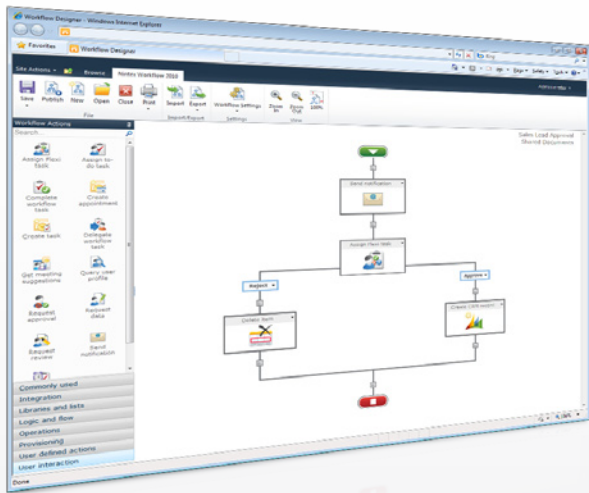 Workflow Designer - Windows Internet Explorer
Favorites
Workflow Designer
Bing
Page
Safety
Tools
Site Actions
Browse
Nintex Workflow 2010
Save
Publish
New
Open
Close
Print
Import
Export
Workflow Settings
Zoom In
Zoom Out
100%
File
Import/Export
Settings
View
Workflow Actions
Search...
Assign Flexi task
Assign to-do task
Complete workflow task
Create appointment
Create task
Delegate workflow task
Get meeting suggestions
Query user profile
Request approval
Request data
Request review
Send notification
Commonly used
Integration
Libraries and lists
Logic and flow
Operations
Provisioning
User defined actions
User interaction
Sales Lead Approval
Shared Documents
Send notification
Assign Flexi task
Reject
Approve
Delete item
Done